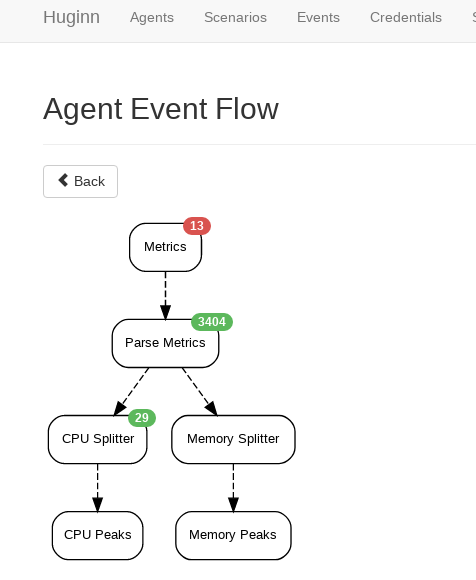 Huginn Agents Scenarios Events Credentials
Agent Event Flow
Back
13
Metrics
3404
Parse Metrics
29
CPU Splitter Memory Splitter
CPU Peaks Memory Peaks